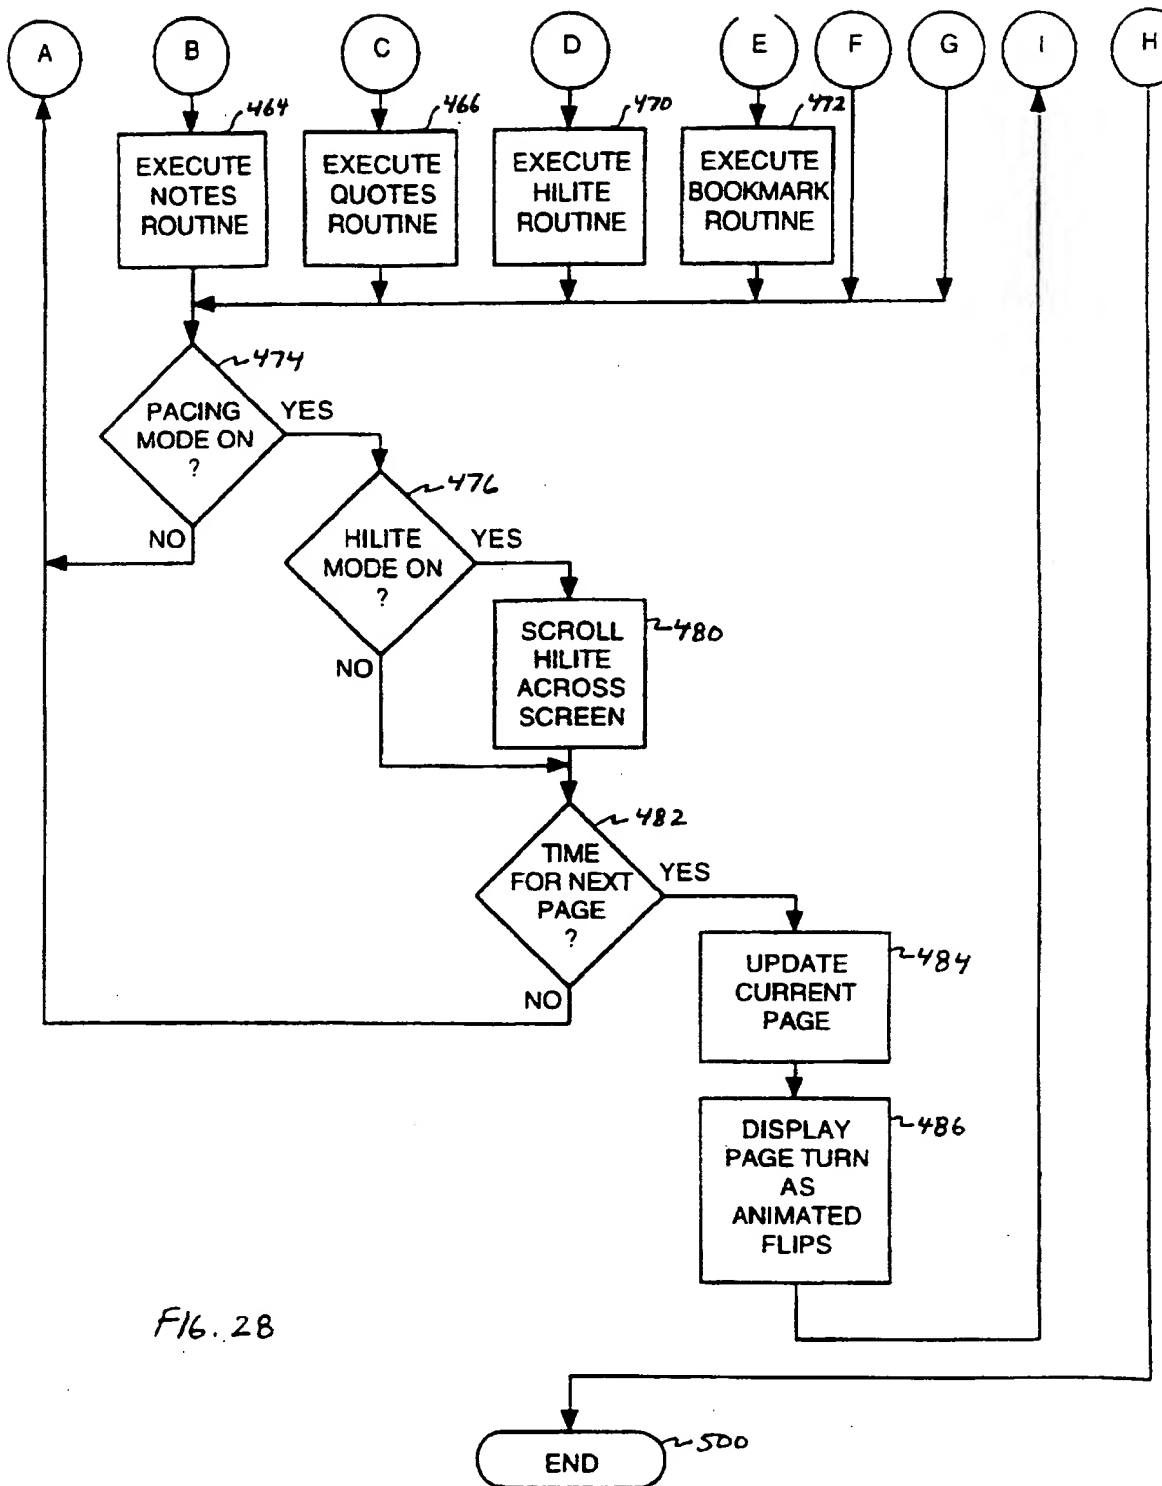 A
B
C
D
E
F
G
I
H
464
466
470
472
EXECUTE
NOTES
ROUTINE
EXECUTE
QUOTES
ROUTINE
EXECUTE
HILITE
ROUTINE
EXECUTE
BOOKMARK
ROUTINE
474
PACING
MODE ON
?
YES
NO
476
HILITE
MODE ON
?
YES
NO
480
SCROLL
HILITE
ACROSS
SCREEN
482
TIME
FOR NEXT
PAGE
?
YES
NO
484
UPDATE
CURRENT
PAGE
486
DISPLAY
PAGE TURN
AS
ANIMATED
FLIPS
FIG. 28
500
END